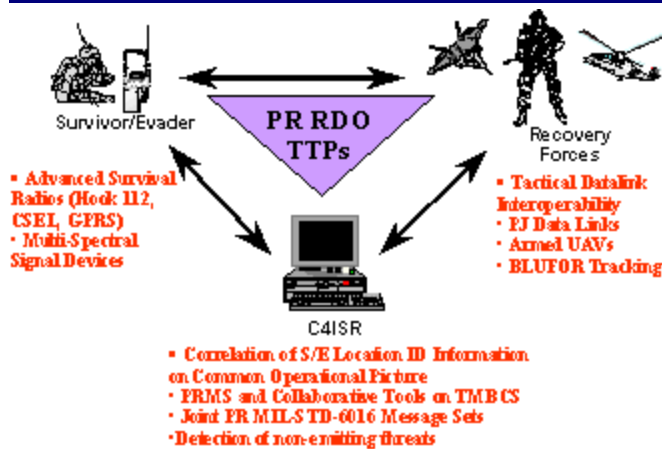 PR RDO
TTPs
Survivor/Evader
Recovery
Forces
▪ Advanced Survival
Radios (Hook 112,
CSEL, GPRS)
· Multi-Spectral
Signal Devices
▪ Tactical Datalink
Interoperability
· PJ Data Links
· Armed UAVs
· BLUFOR Tracking
C4ISR
▪ Correlation of S/E Location ID Information
on Common Operational Picture
· PRMS and Collaborative Tools on TMBCS
· Joint PR MIL-STD-6016 Message Sets
·Detection of non-emitting threats